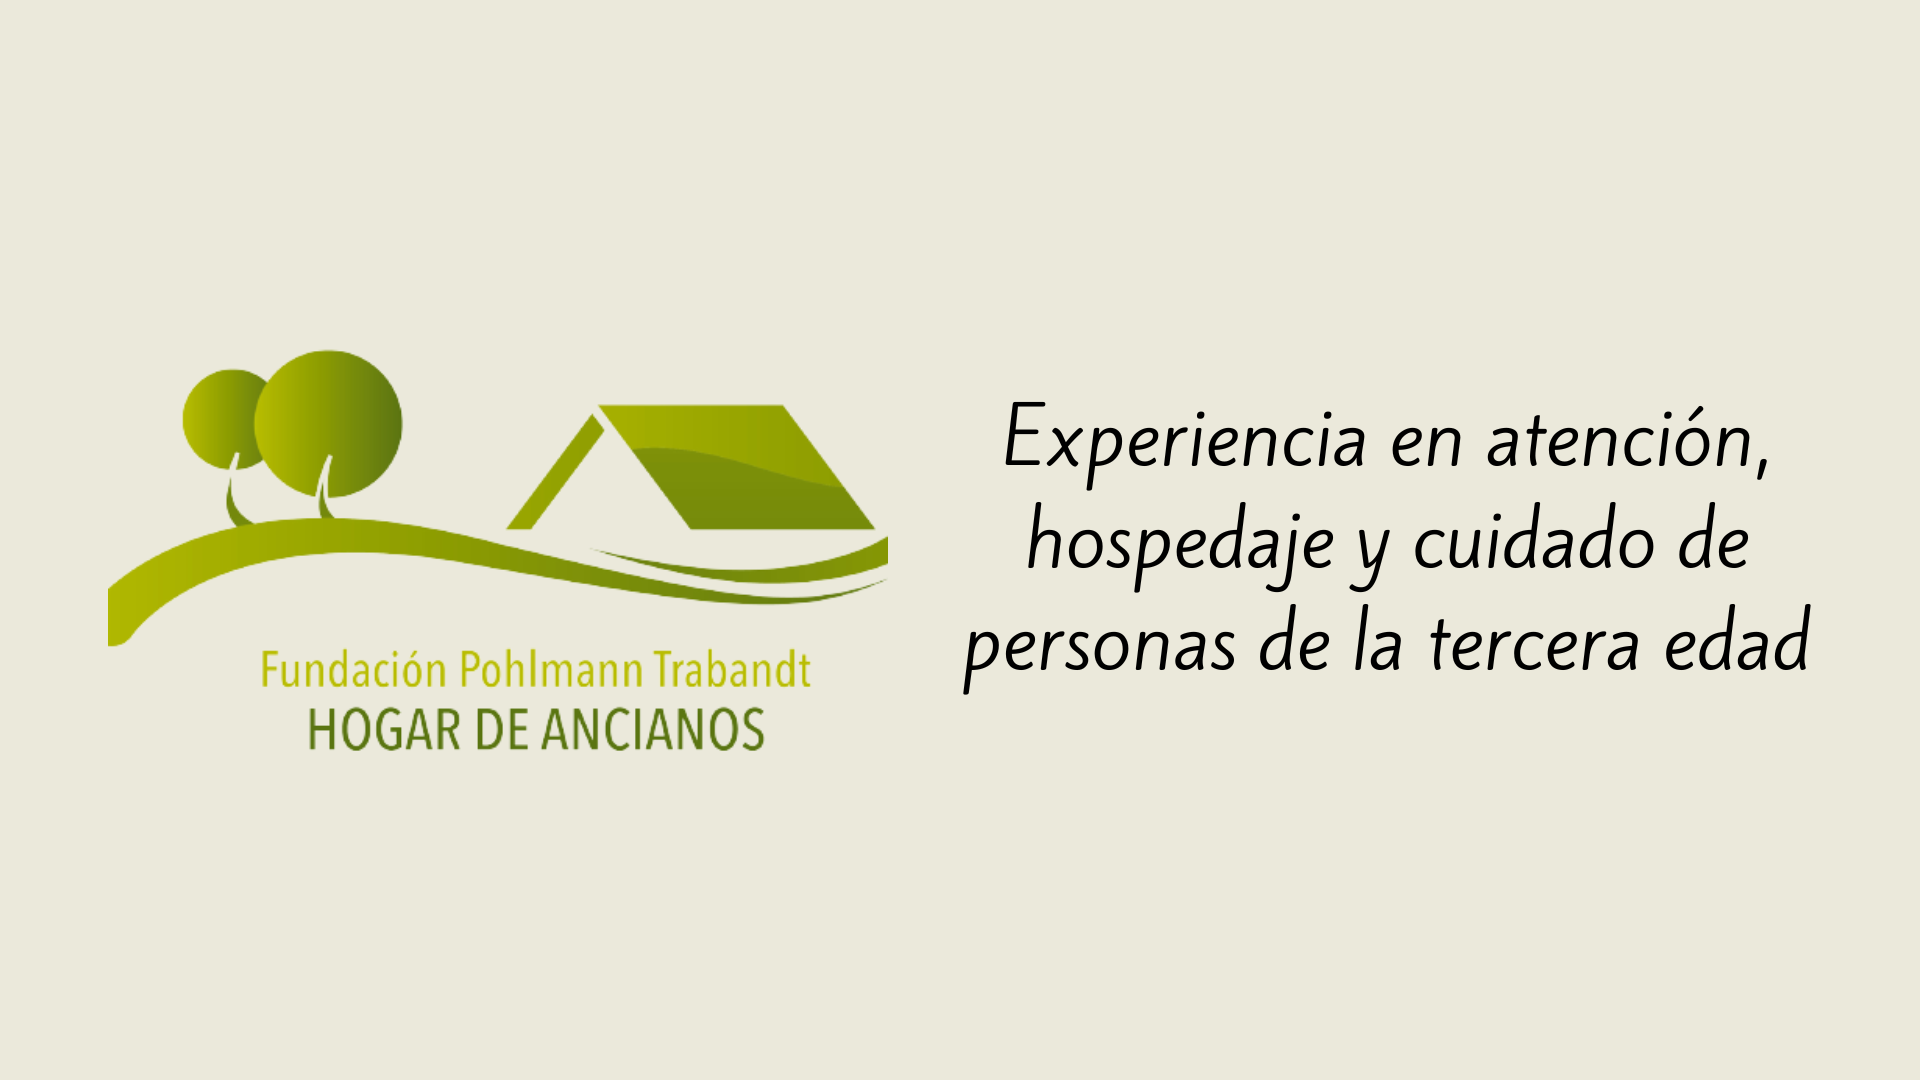 Fundación Pohlmann Trabandt
HOGAR DE ANCIANOS
Experiencia en atención,
hospedaje y cuidado de
personas de la tercera edad